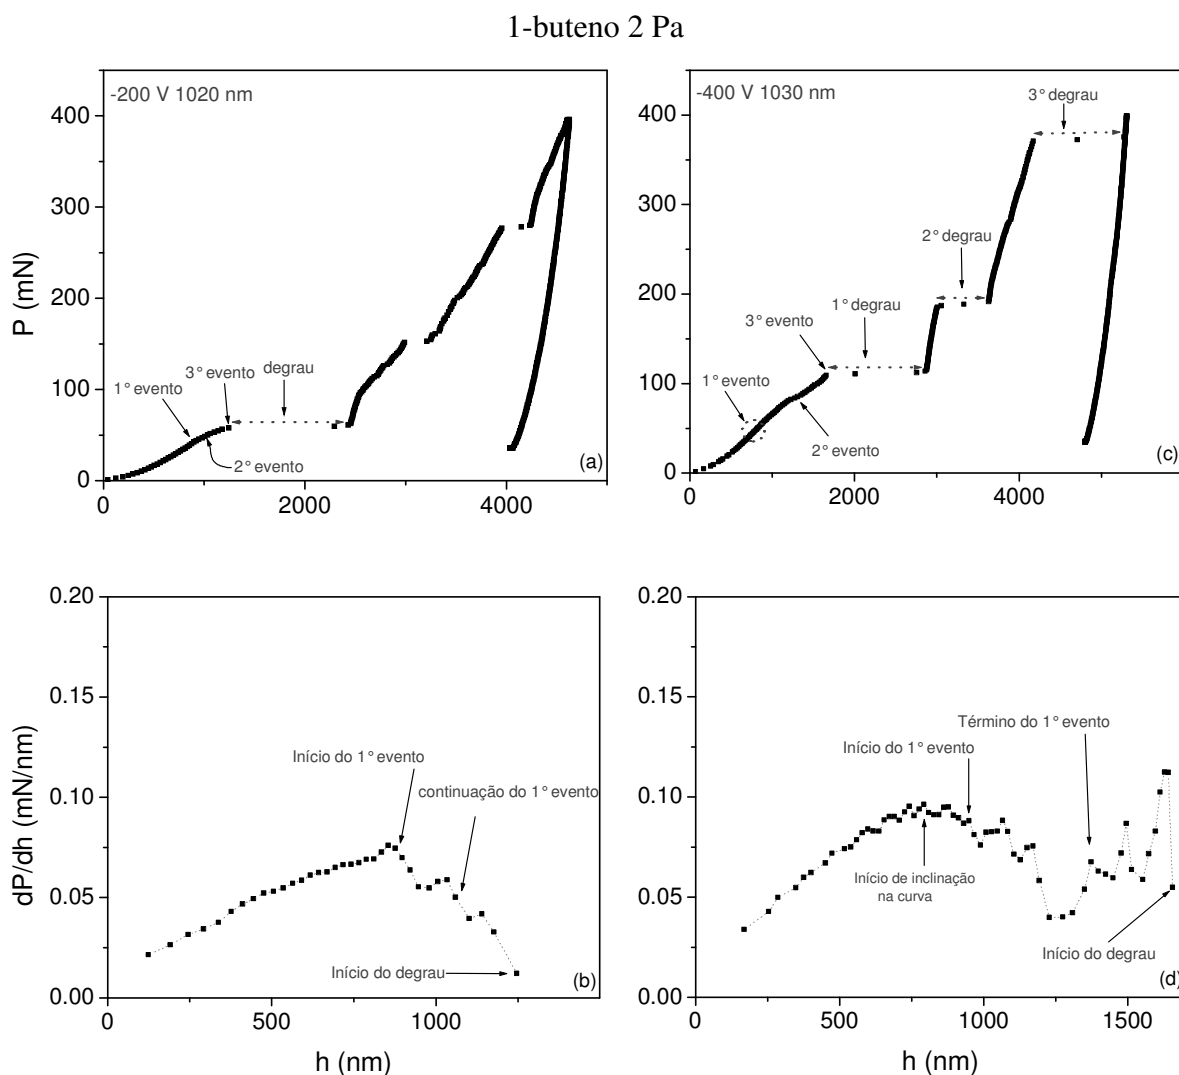 1-buteno 2 Pa
-200 V 1020 nm
P (mN)
400
300
200
100
0
1° evento
3° evento
degrau
2° evento
(a)
0
2000
4000
-400 V 1030 nm
400
300
200
100
0
3° degrau
2° degrau
1° degrau
3° evento
1° evento
2° evento
(c)
0
2000
4000
dP/dh (mN/nm)
0.20
0.15
0.10
0.05
0.00
Início do 1° evento
continuação do 1° evento
Início do degrau
(b)
0
500
1000
h (nm)
0.20
0.15
0.10
0.05
0.00
Término do 1° evento
Início do 1° evento
Início de inclinação
na curva
Início do degrau
(d)
0
500
1000
1500
h (nm)